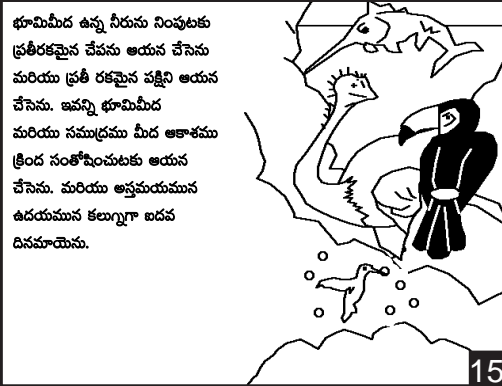 భూమిమీద ఉన్న నీరును నింపుటకు
ప్రతీరకమైన చేపను ఆయన చేసెను
మరియు ప్రతీ రకమైన పక్షిని ఆయన
చేసెను. ఇవన్ని భూమిమీద
మరియు సముద్రము మీద ఆకాశము
క్రింద సంతోషించుటకు ఆయన
చేసెను. మరియు అస్తమయమున
ఉదయమున కలుగ్నగా ఐదవ
దినమాయెను.
15